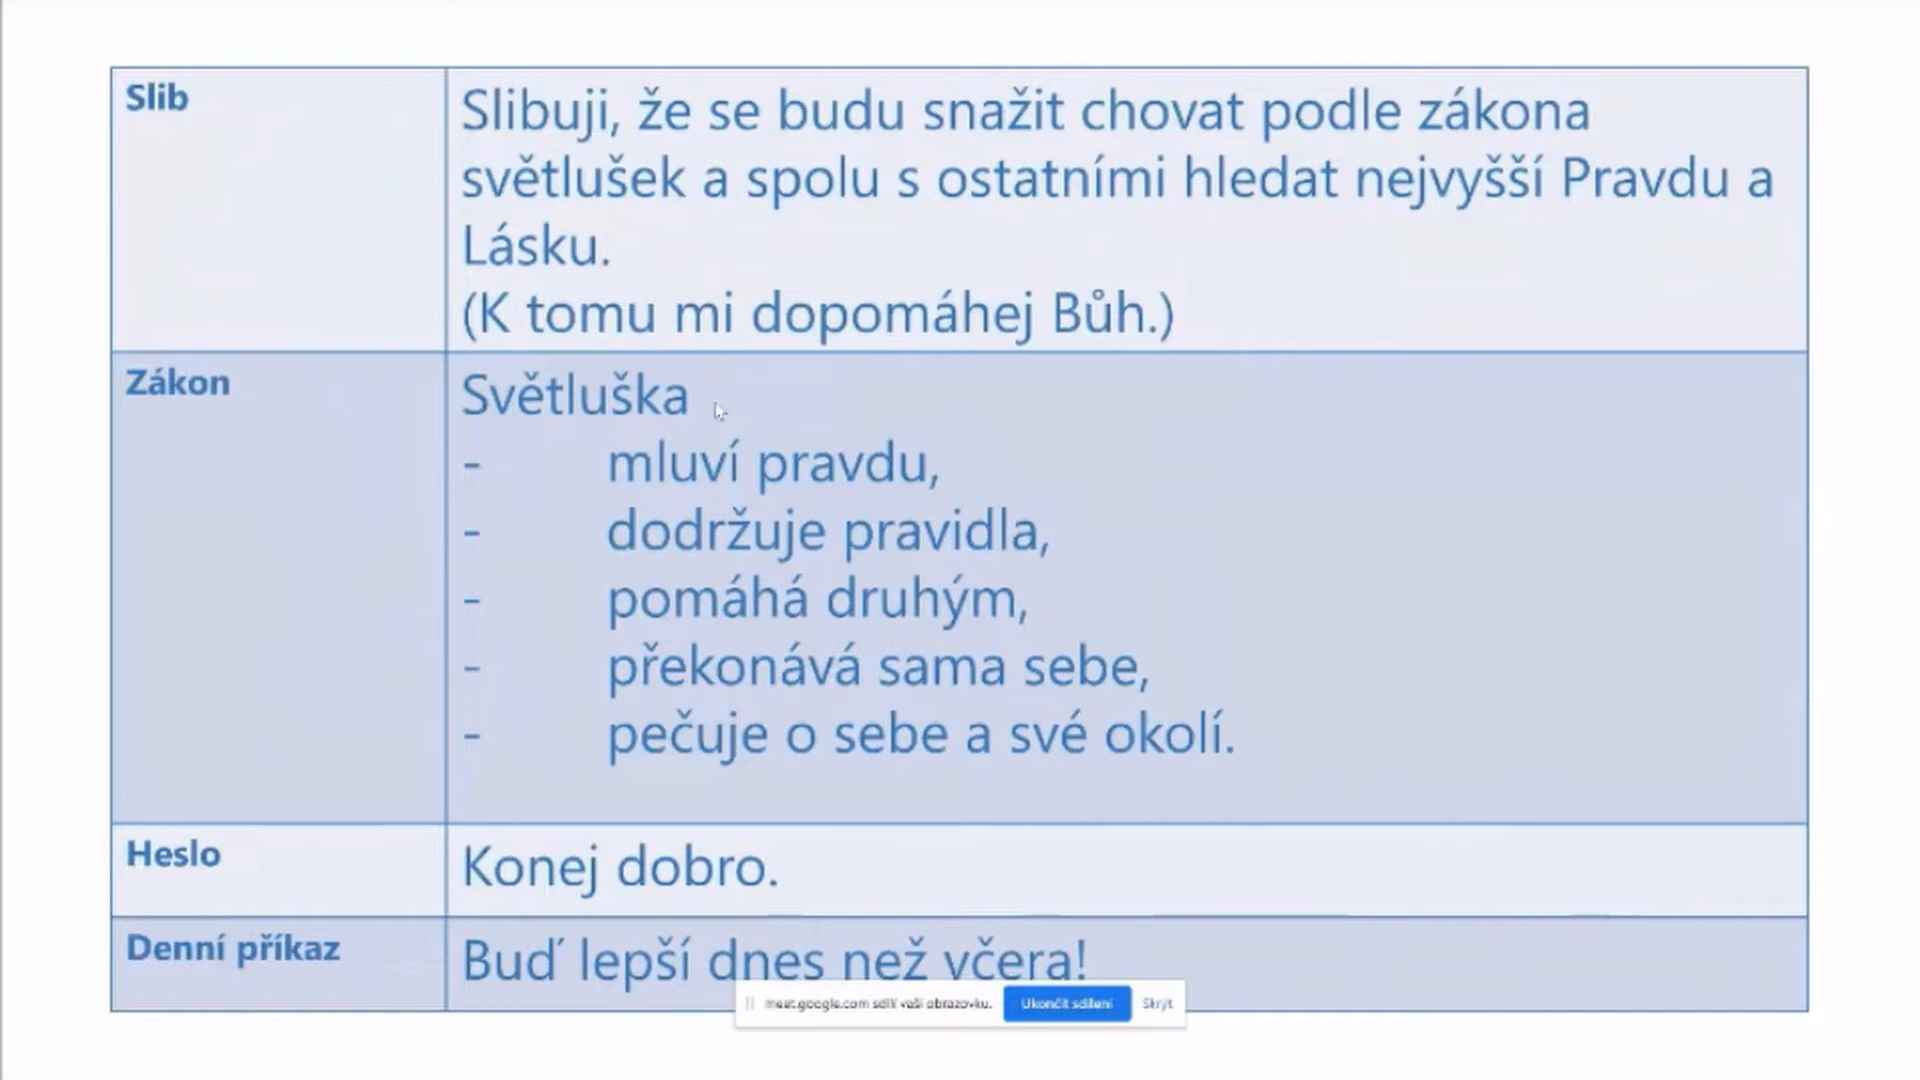 Slib
Slibuji, že se budu snažit chovat podle zákona
světlušek a spolu s ostatními hledat nejvyšší Pravdu a
Lásku.
(K tomu mi dopomáhej Bůh.)
Zákon
Světluška
- mluví pravdu,
- dodržuje pravidla,
- pomáhá druhým,
- překonává sama sebe,
- pečuje o sebe a své okolí.
Heslo
Konej dobro.
Denní příkaz
Buď lepší dnes než včera!
meet.google.com sdílí vaši obrazovku. Ukončit sdílení Skrýt